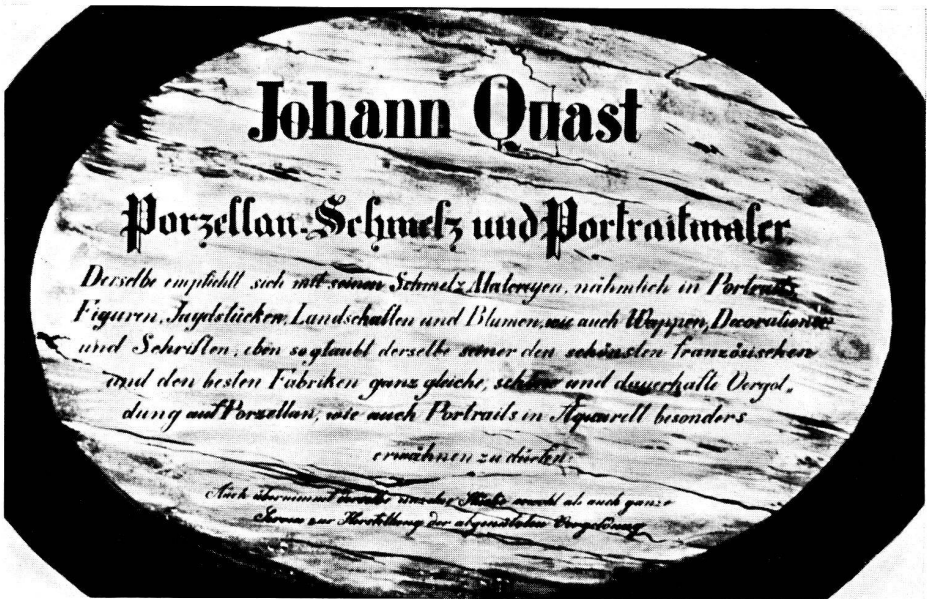 Johann Quast
Porzellan-Schmelz und Portraitmaler
Derselbe empfiehlt sich mit seinen Schmelz Malereyen, nähmlich in Portraits,
Figuren, Jagdstücken, Landschaften und Blumen, wie auch Wappen, Decorationen
und Schriften; eben so glaubt derselbe seiner den schönsten französischen
und den besten Fabriken ganz gleiche, schöne und dauerhafte Vergol„
dung auf Porzellan, wie auch Portraits in Aquarell besonders
erwähnen zu dürfen.
Auch übernimmt derselbe einzelne Stücke sowohl als auch ganze
zur Herstellung der abgenützten Vergoldung